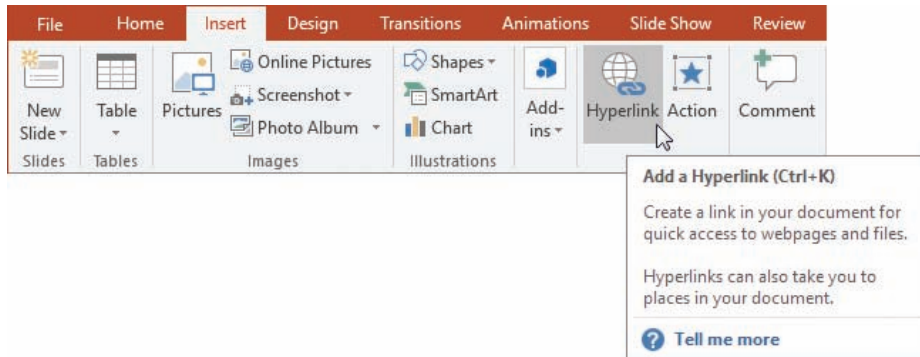 File Home Insert Design Transitions Animations Slide Show Review
Online Pictures
Screenshot
Photo Album
Shapes
SmartArt
Chart
New
Slide
Table
Pictures
Add-
ins
Hyperlink
Action
Comment
Slides Tables Images Illustrations
Add a Hyperlink (Ctrl+K)
Create a link in your document for
quick access to webpages and files.
Hyperlinks can also take you to
places in your document.
? Tell me more